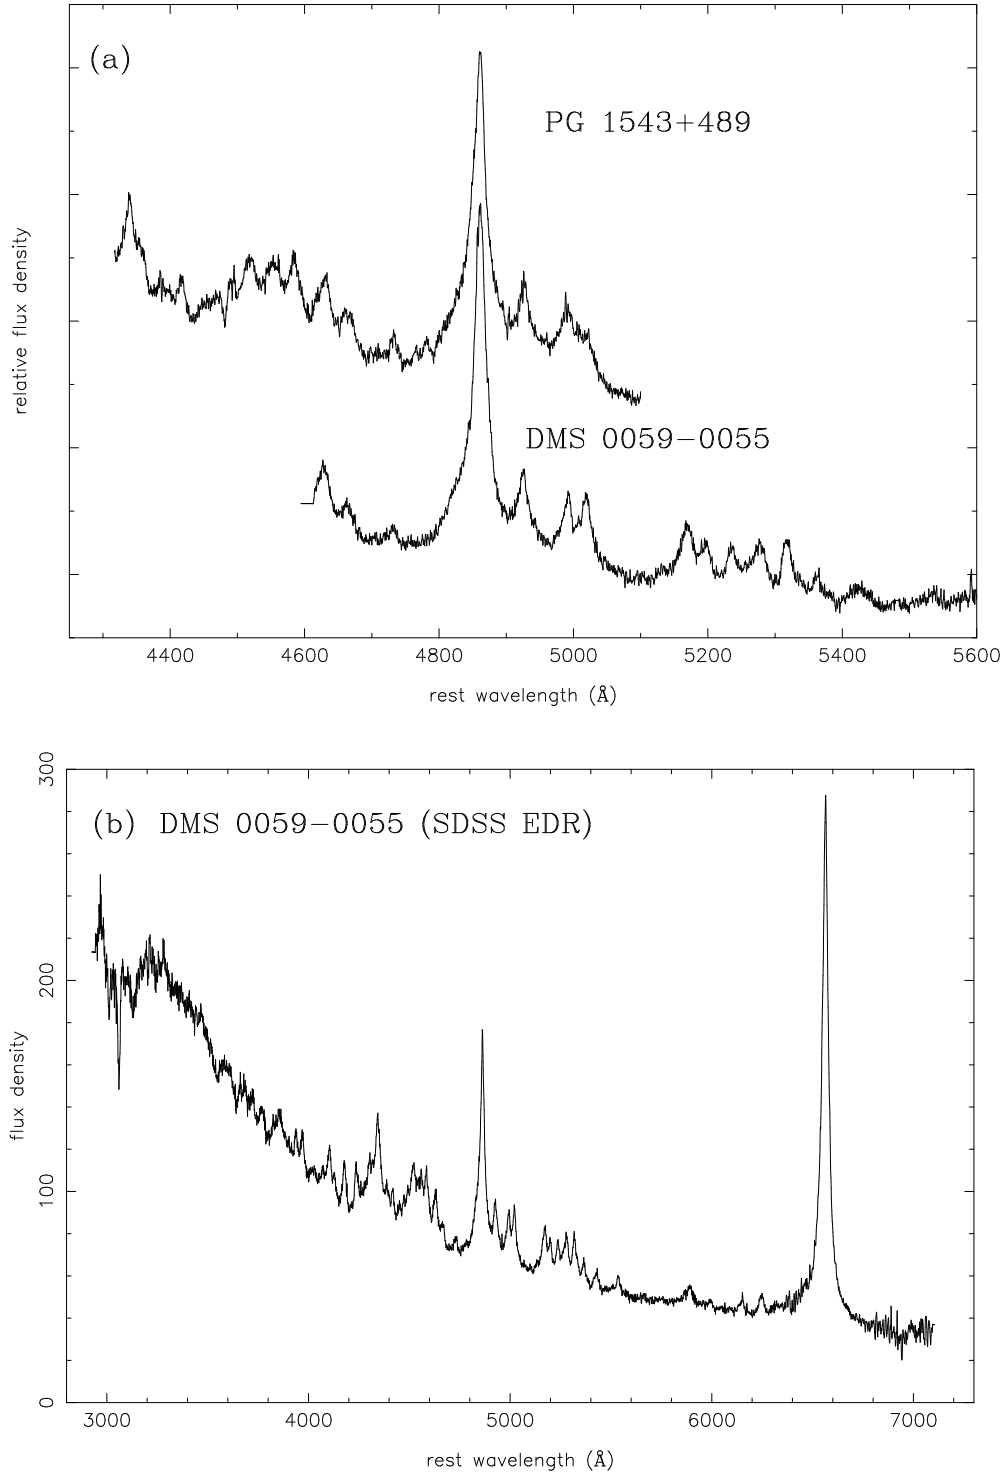 (a)
PG 1543+489
DMS 0059−0055
relative flux density
4400 4600 4800 5000 5200 5400 5600
rest wavelength (Å)
(b) DMS 0059−0055 (SDSS EDR)
300
200
100
0
flux density
3000 4000 5000 6000 7000
rest wavelength (Å)